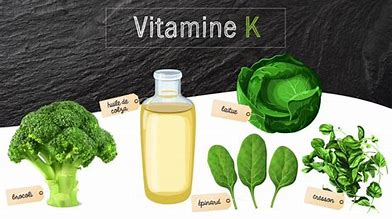 Vitamine K
huile de
colza
laitue
brocoli
épinard
cresson